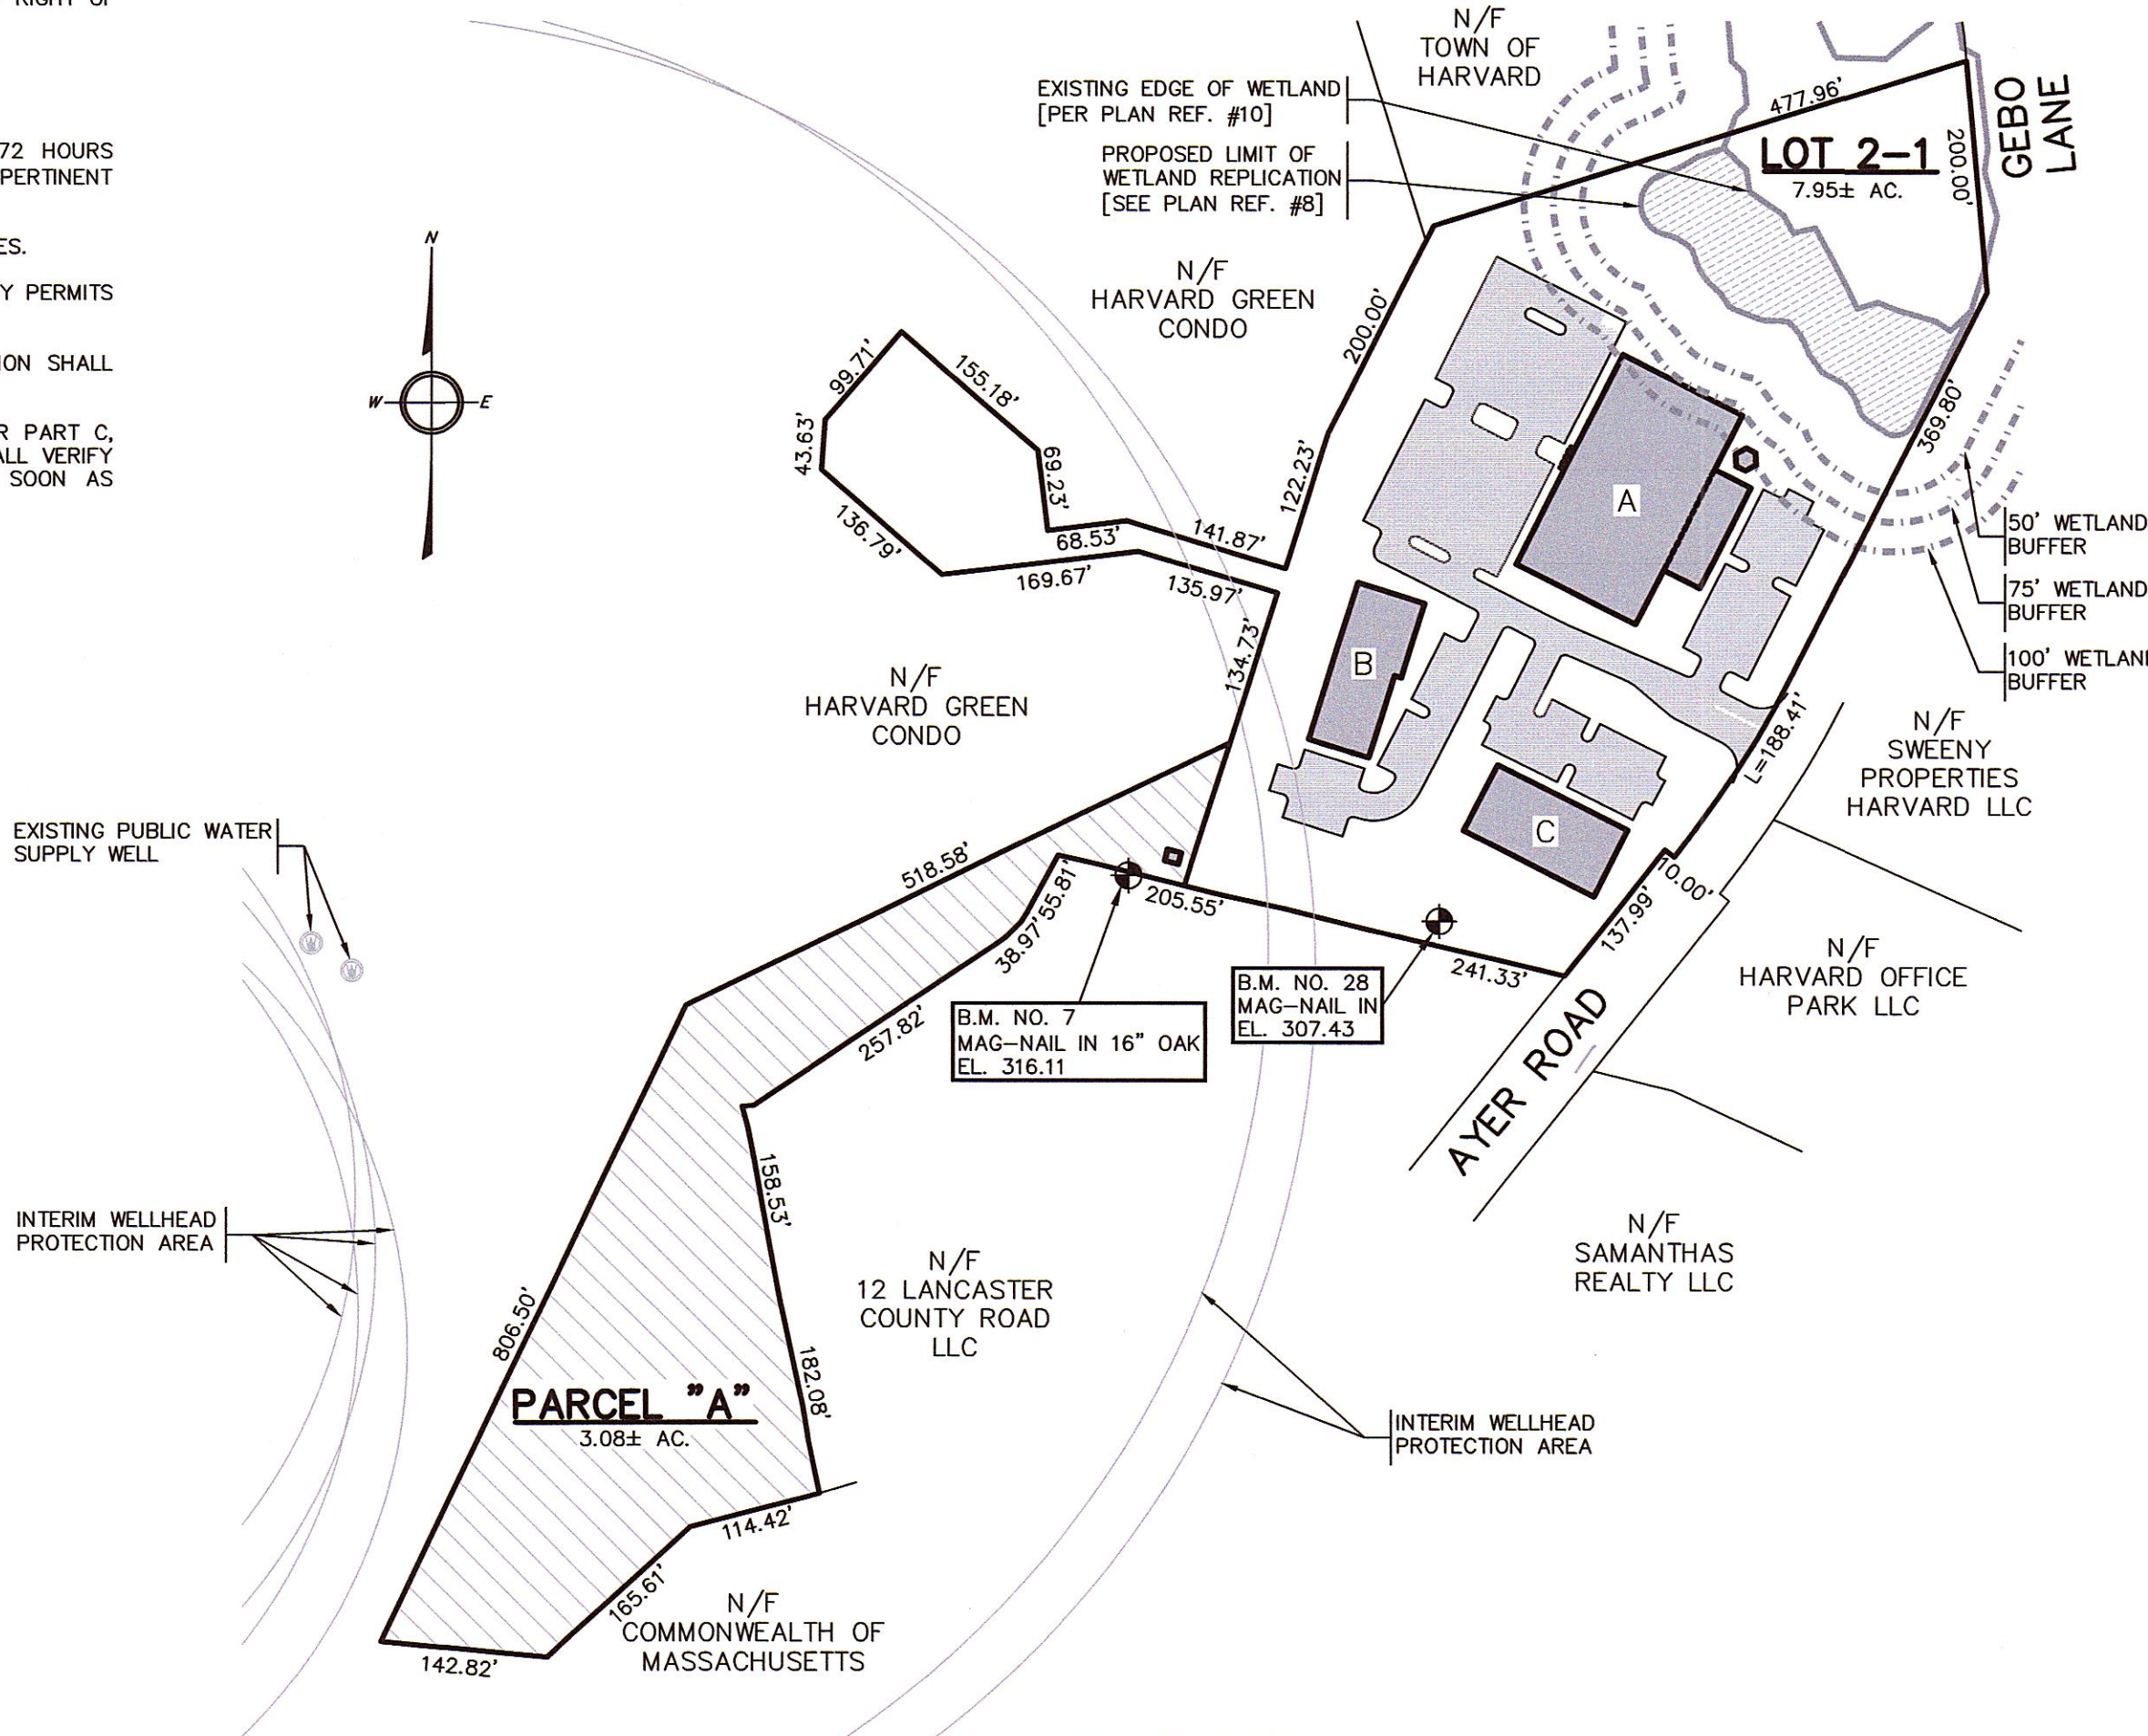 RIGHT OF
72 HOURS
PERTINENT
ES.
Y PERMITS
ION SHALL
R PART C,
ALL VERIFY
SOON AS
N
W
E
N/F
TOWN OF
HARVARD
EXISTING EDGE OF WETLAND
[PER PLAN REF. #10]
PROPOSED LIMIT OF
WETLAND REPLICATION
[SEE PLAN REF. #8]
477.96'
LOT 2-1
7.95± AC.
200.00'
GEBO
LANE
N/F
HARVARD GREEN
CONDO
200.00'
122.23'
99.71'
155.18'
43.63'
69.23'
136.79'
68.53'
141.87'
169.67'
135.97'
134.73'
A
B
C
369.80'
50' WETLAND
BUFFER
75' WETLAND
BUFFER
100' WETLAND
BUFFER
L=188.41'
N/F
SWEENY
PROPERTIES
HARVARD LLC
N/F
HARVARD GREEN
CONDO
EXISTING PUBLIC WATER
SUPPLY WELL
W
W
518.58'
55.81'
38.97'
205.55'
10.00'
137.99'
241.33'
257.82'
B.M. NO. 7
MAG-NAIL IN 16" OAK
EL. 316.11
B.M. NO. 28
MAG-NAIL IN
EL. 307.43
N/F
HARVARD OFFICE
PARK LLC
AYER ROAD
158.53'
INTERIM WELLHEAD
PROTECTION AREA
N/F
12 LANCASTER
COUNTY ROAD
LLC
N/F
SAMANTHAS
REALTY LLC
806.50'
182.08'
PARCEL "A"
3.08± AC.
INTERIM WELLHEAD
PROTECTION AREA
114.42'
165.61'
142.82'
N/F
COMMONWEALTH OF
MASSACHUSETTS